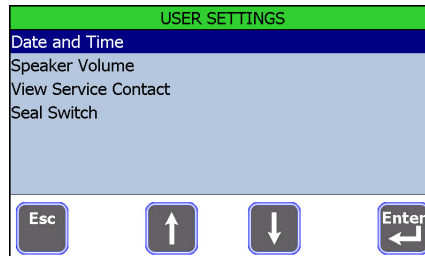 USER SETTINGS
Date and Time
Speaker Volume
View Service Contact
Seal Switch
Esc
Enter